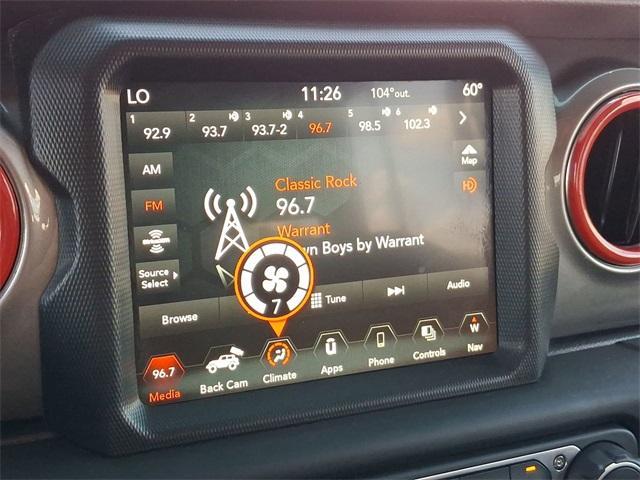 LO 11:26 104°out. 60°
1 92.9 2 93.7 3 93.7-2 4 96.7 5 98.5 6 102.3
AM
Map
Classic Rock
FM
96.7
HD
Warrant
siriusxm
Boys by Warrant
Source
Select
7
Tune
Audio
Browse
96.7
W
Media
Back Cam
Climate
Apps
Phone
Controls
Nav